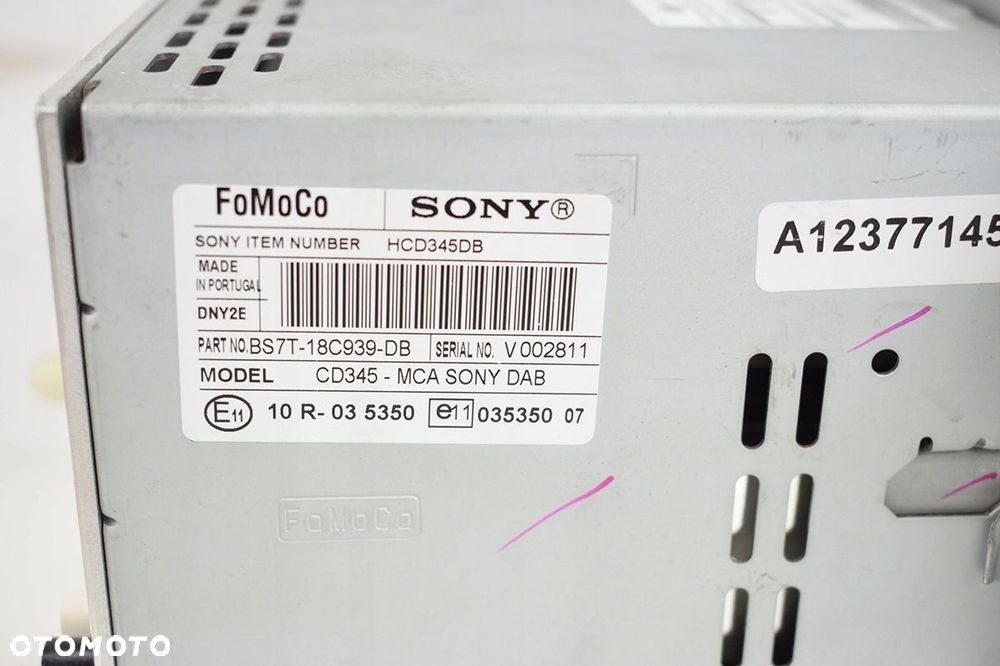 FoMoCo SONY®
SONY ITEM NUMBER HCD345DB
MADE
IN PORTUGAL
DNY2E
PART NO. BS7T-18C939-DB SERIAL NO. V 002811
MODEL CD345 - MCA SONY DAB
E11 10 R- 03 5350 e11 035350 07
A12377145
FoMoCo
OTOMOTO